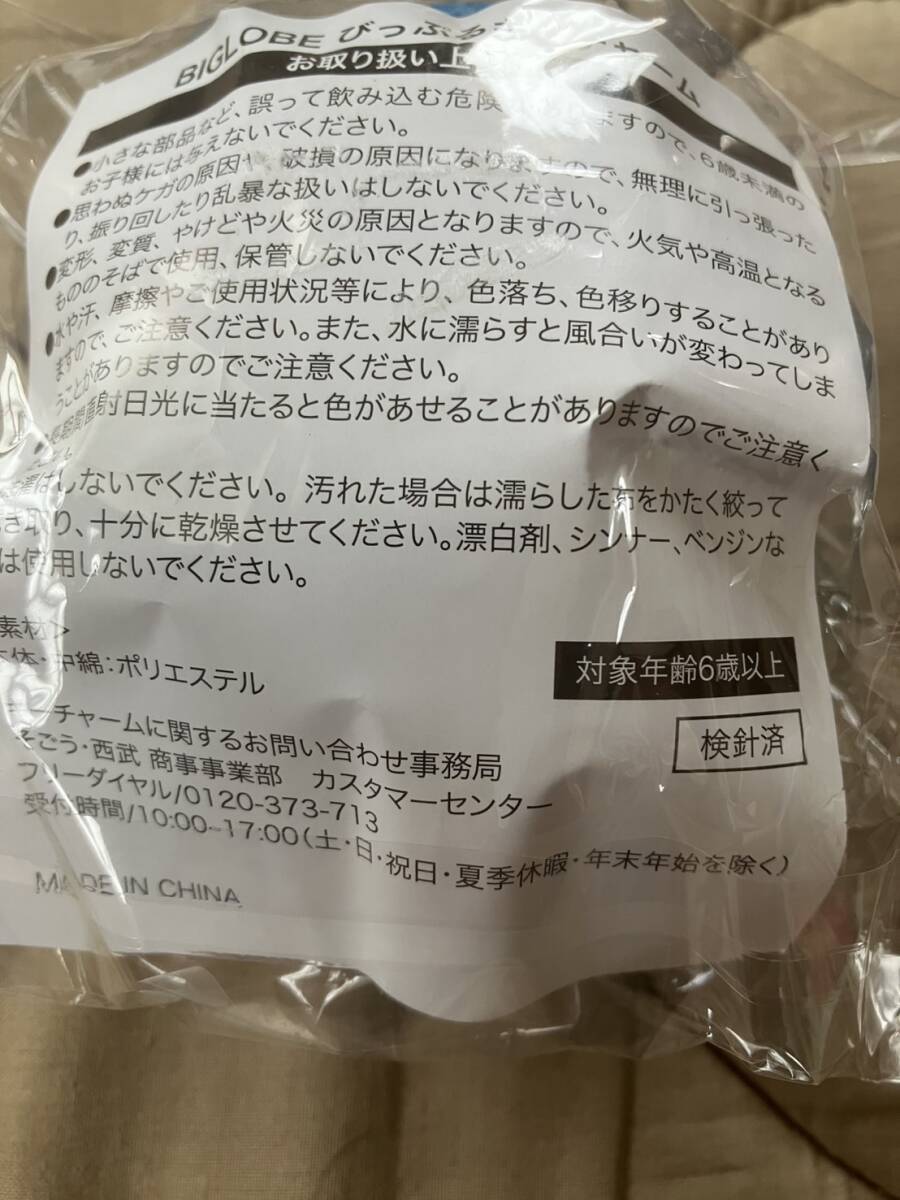 BIGLOBE びっぷる
ャーム
お取り扱い上
●小さな部品など、誤って飲み込む危険 ますので、6歳未満の
お子様には与えないでください。
●思わぬケガの原因や、破損の原因になりますので、無理に引っ張った
り、振り回したり乱暴な扱いはしないでください。
●変形、変質、やけどや火災の原因となりますので、火気や高温となる
もののそばで使用、保管しないでください。
●水や汗、摩擦やご使用状況等により、色落ち、色移りすることがあり
ますので、ご注意ください。また、水に濡らすと風合いが変わってしま
うことがありますのでご注意ください。
●長期間直射日光に当たると色があせることがありますのでご注意く
はしないでください。汚れた場合は濡らした布をかたく絞って
き取り、十分に乾燥させてください。漂白剤、シンナー、ベンジンな
は使用しないでください。
素材>
体・中綿:ポリエステル
対象年齢6歳以上
検針済
ーチャームに関するお問い合わせ事務局
そごう・西武 商事事業部 カスタマーセンター
フリーダイヤル/0120-373-713
受付時間/10:00~17:00(土・日・祝日・夏季休暇・年末年始を除く)
MADE IN CHINA